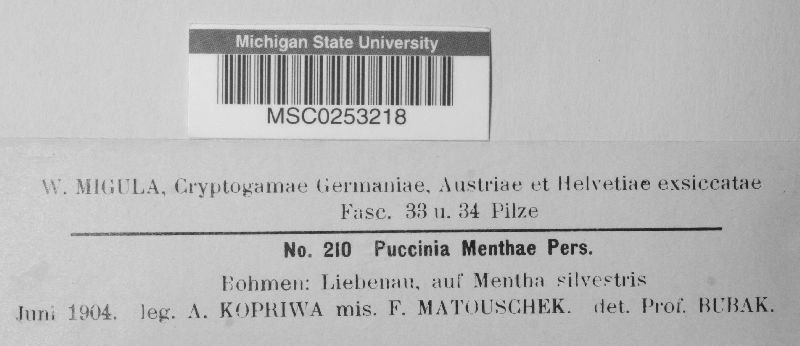 Michigan State University
MSC0253218
W. MIGULA, Cryptogamae Germaniae, Austriae et Helvetiae exsiccatae
Fasc. 33 u. 34 Pilze
No. 210 Puccinia Menthae Pers.
Bohmen: Liebenau, auf Mentha silvestris
Juni 1904. leg. A. KOPRIWA mis. F. MATOUSCHEK. det. Prof. BUBAK.